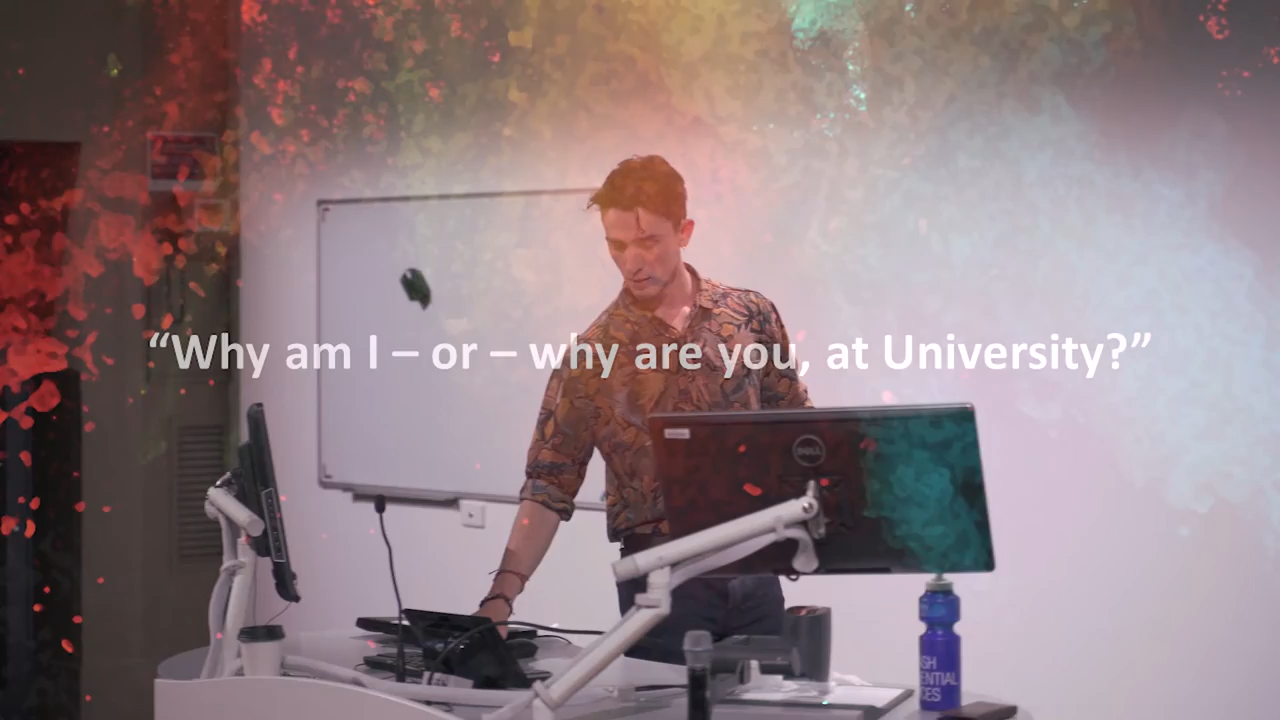 “Why am I – or – why are you, at University?”
DELL